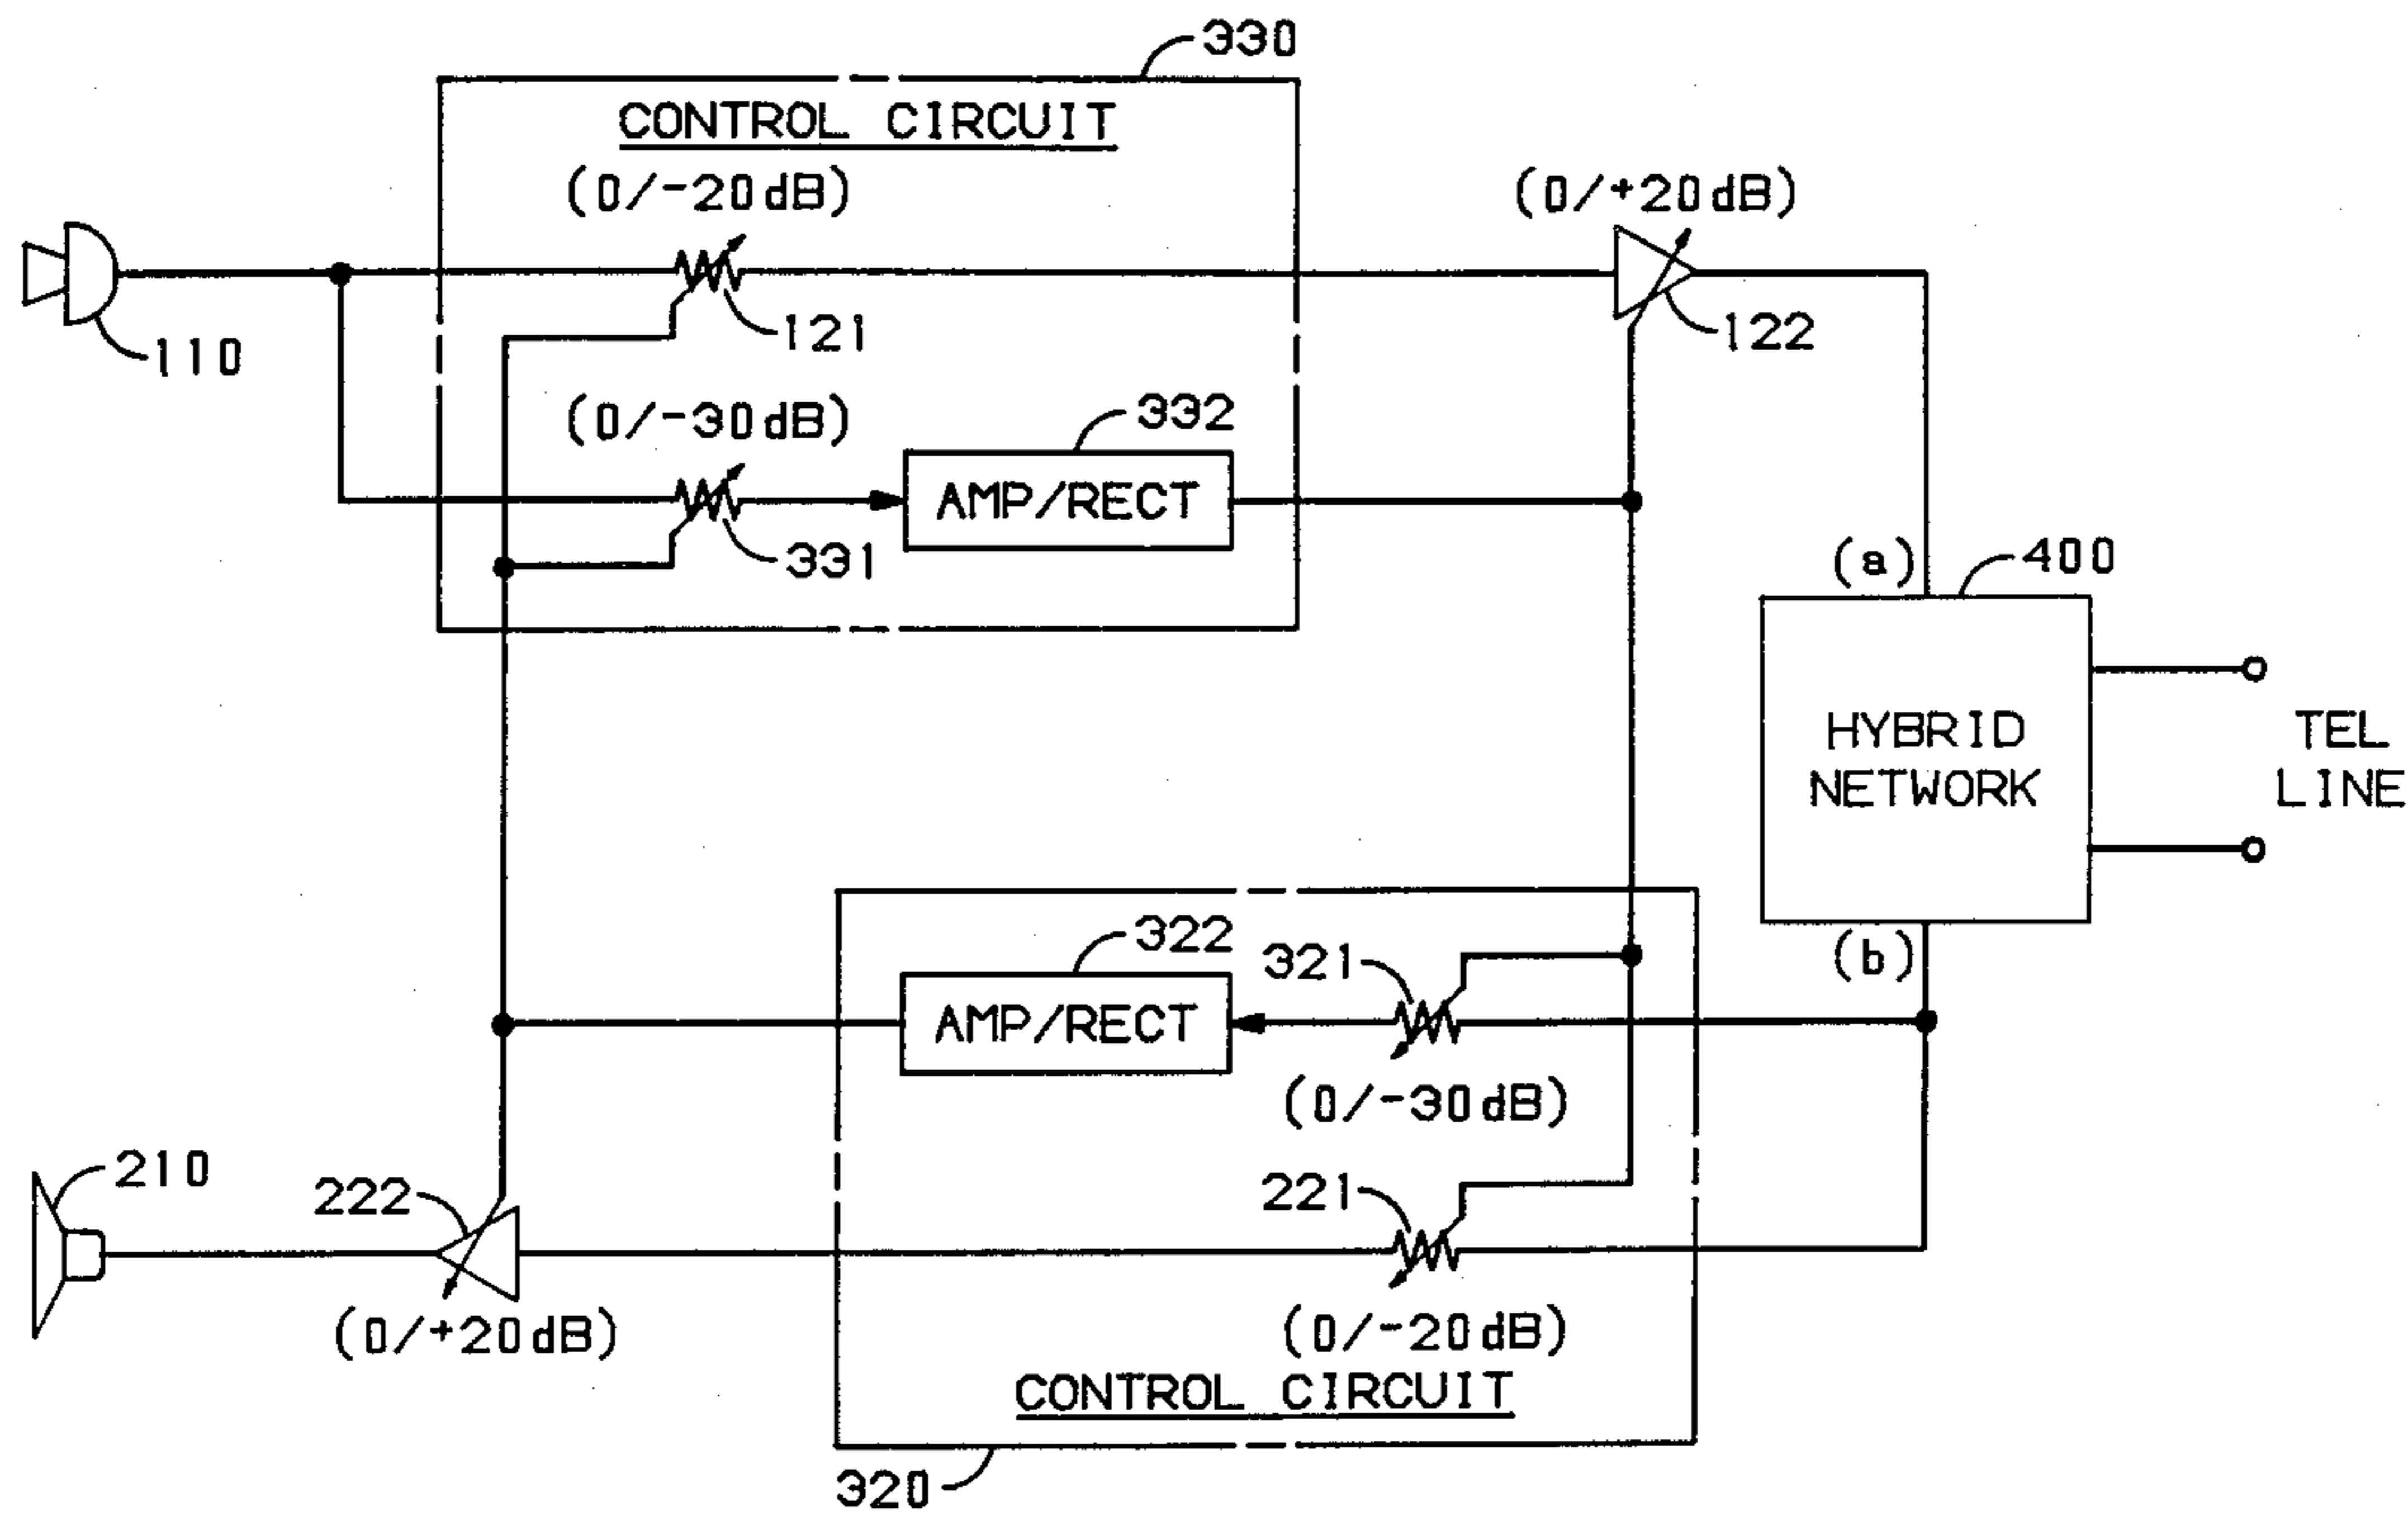 330
CONTROL CIRCUIT
(0/-20dB)
(0/+20dB)
110
121
122
(0/-30dB)
332
AMP/RECT
331
(a)
400
HYBRID
NETWORK
TEL
LINE
(b)
322
321
AMP/RECT
(0/-30dB)
210
222
221
(0/+20dB)
(0/-20dB)
CONTROL CIRCUIT
320